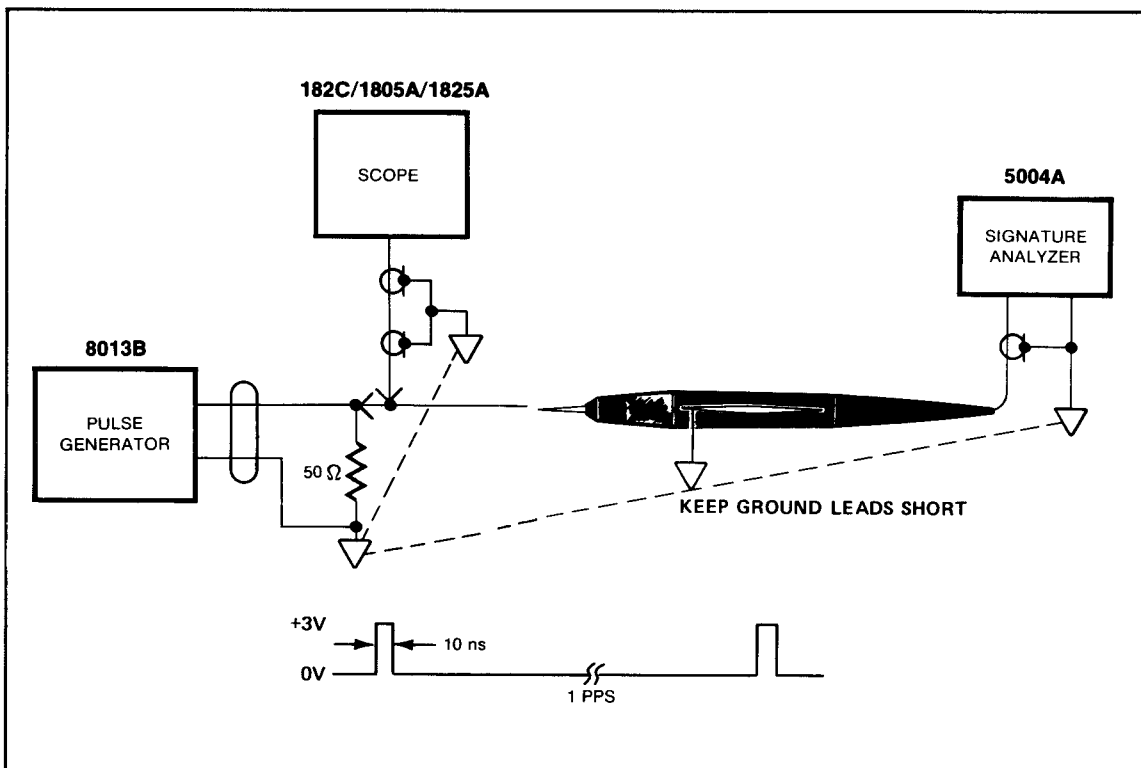 182C/1805A/1825A
SCOPE
5004A
SIGNATURE
ANALYZER
8013B
PULSE
GENERATOR
50 Ω
KEEP GROUND LEADS SHORT
+3V
10 ns
0V
1 PPS